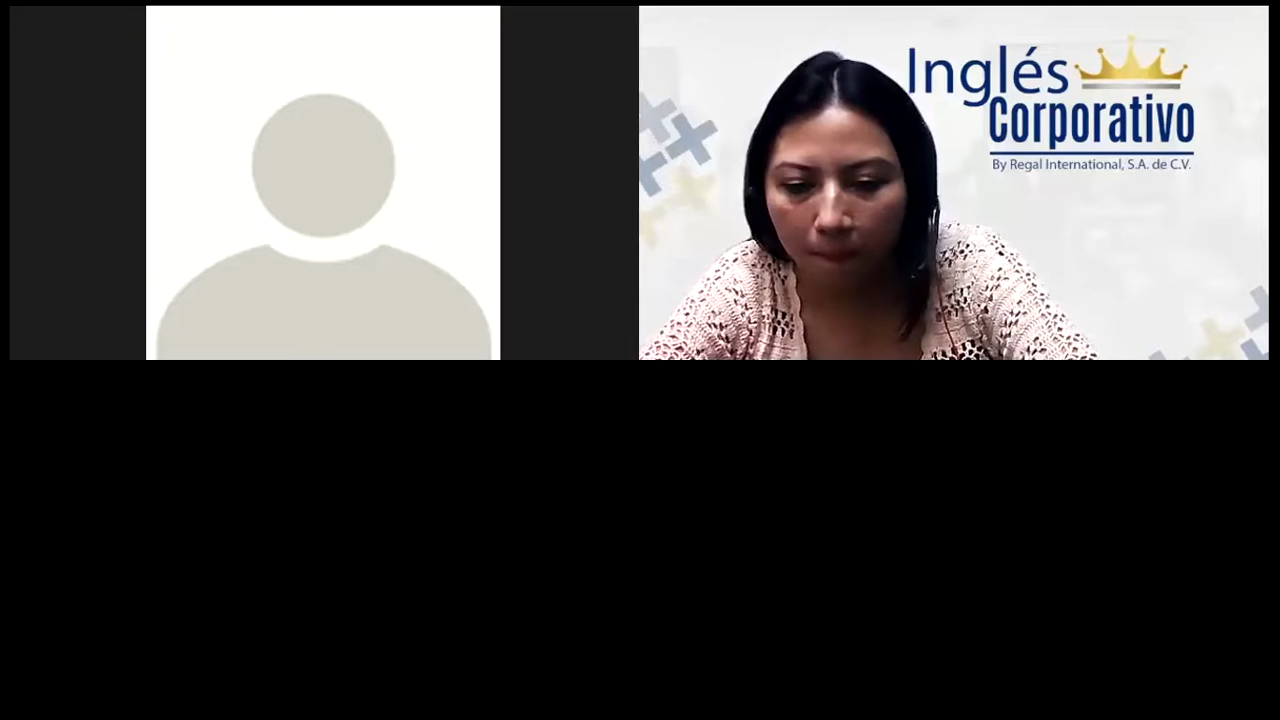 Inglés
Corporativo
By Regal International, S.A. de C.V.